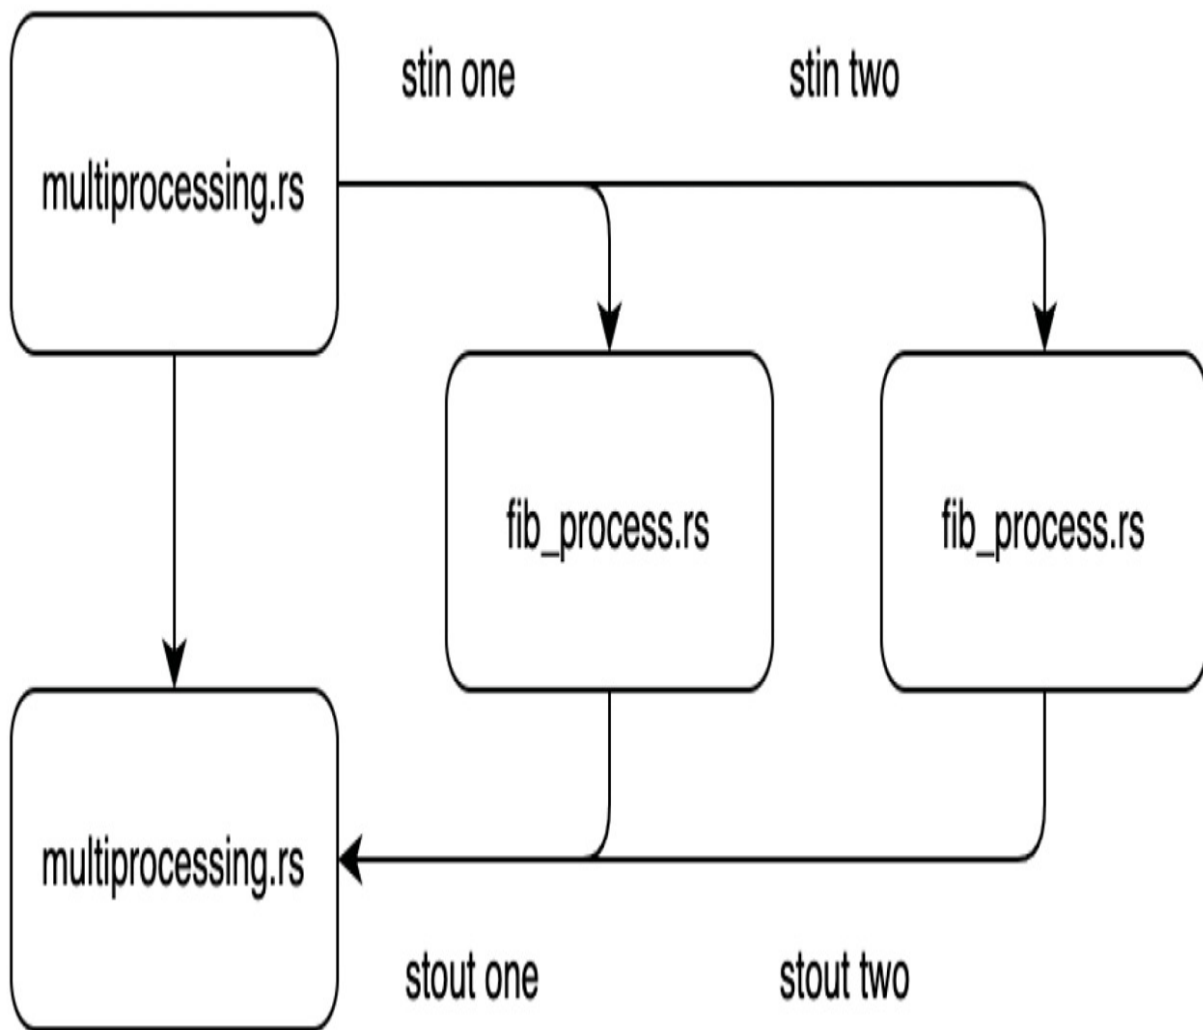 stin one
stin two
multiprocessing.rs
fib_process.rs
fib_process.rs
multiprocessing.rs
stout one
stout two